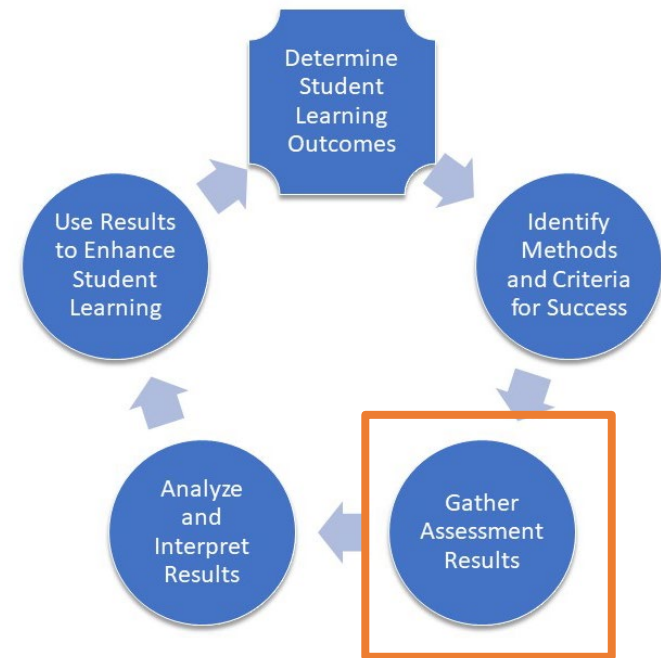 Determine
Student
Learning
Outcomes
Identify
Methods
and Criteria
for Success
Gather
Assessment
Results
Analyze
and
Interpret
Results
Use Results
to Enhance
Student
Learning